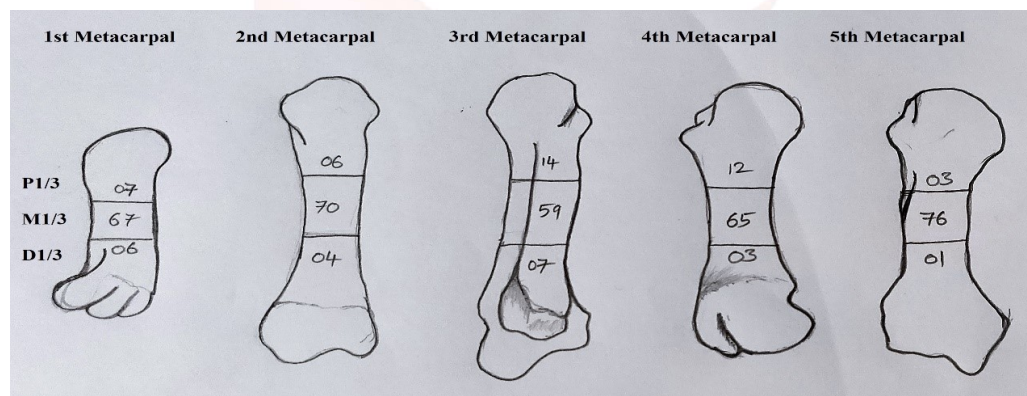 1st Metacarpal 2nd Metacarpal 3rd Metacarpal 4th Metacarpal 5th Metacarpal
P1/3 07 06 14 12 03
M1/3 67 70 59 65 76
D1/3 06 04 07 03 01